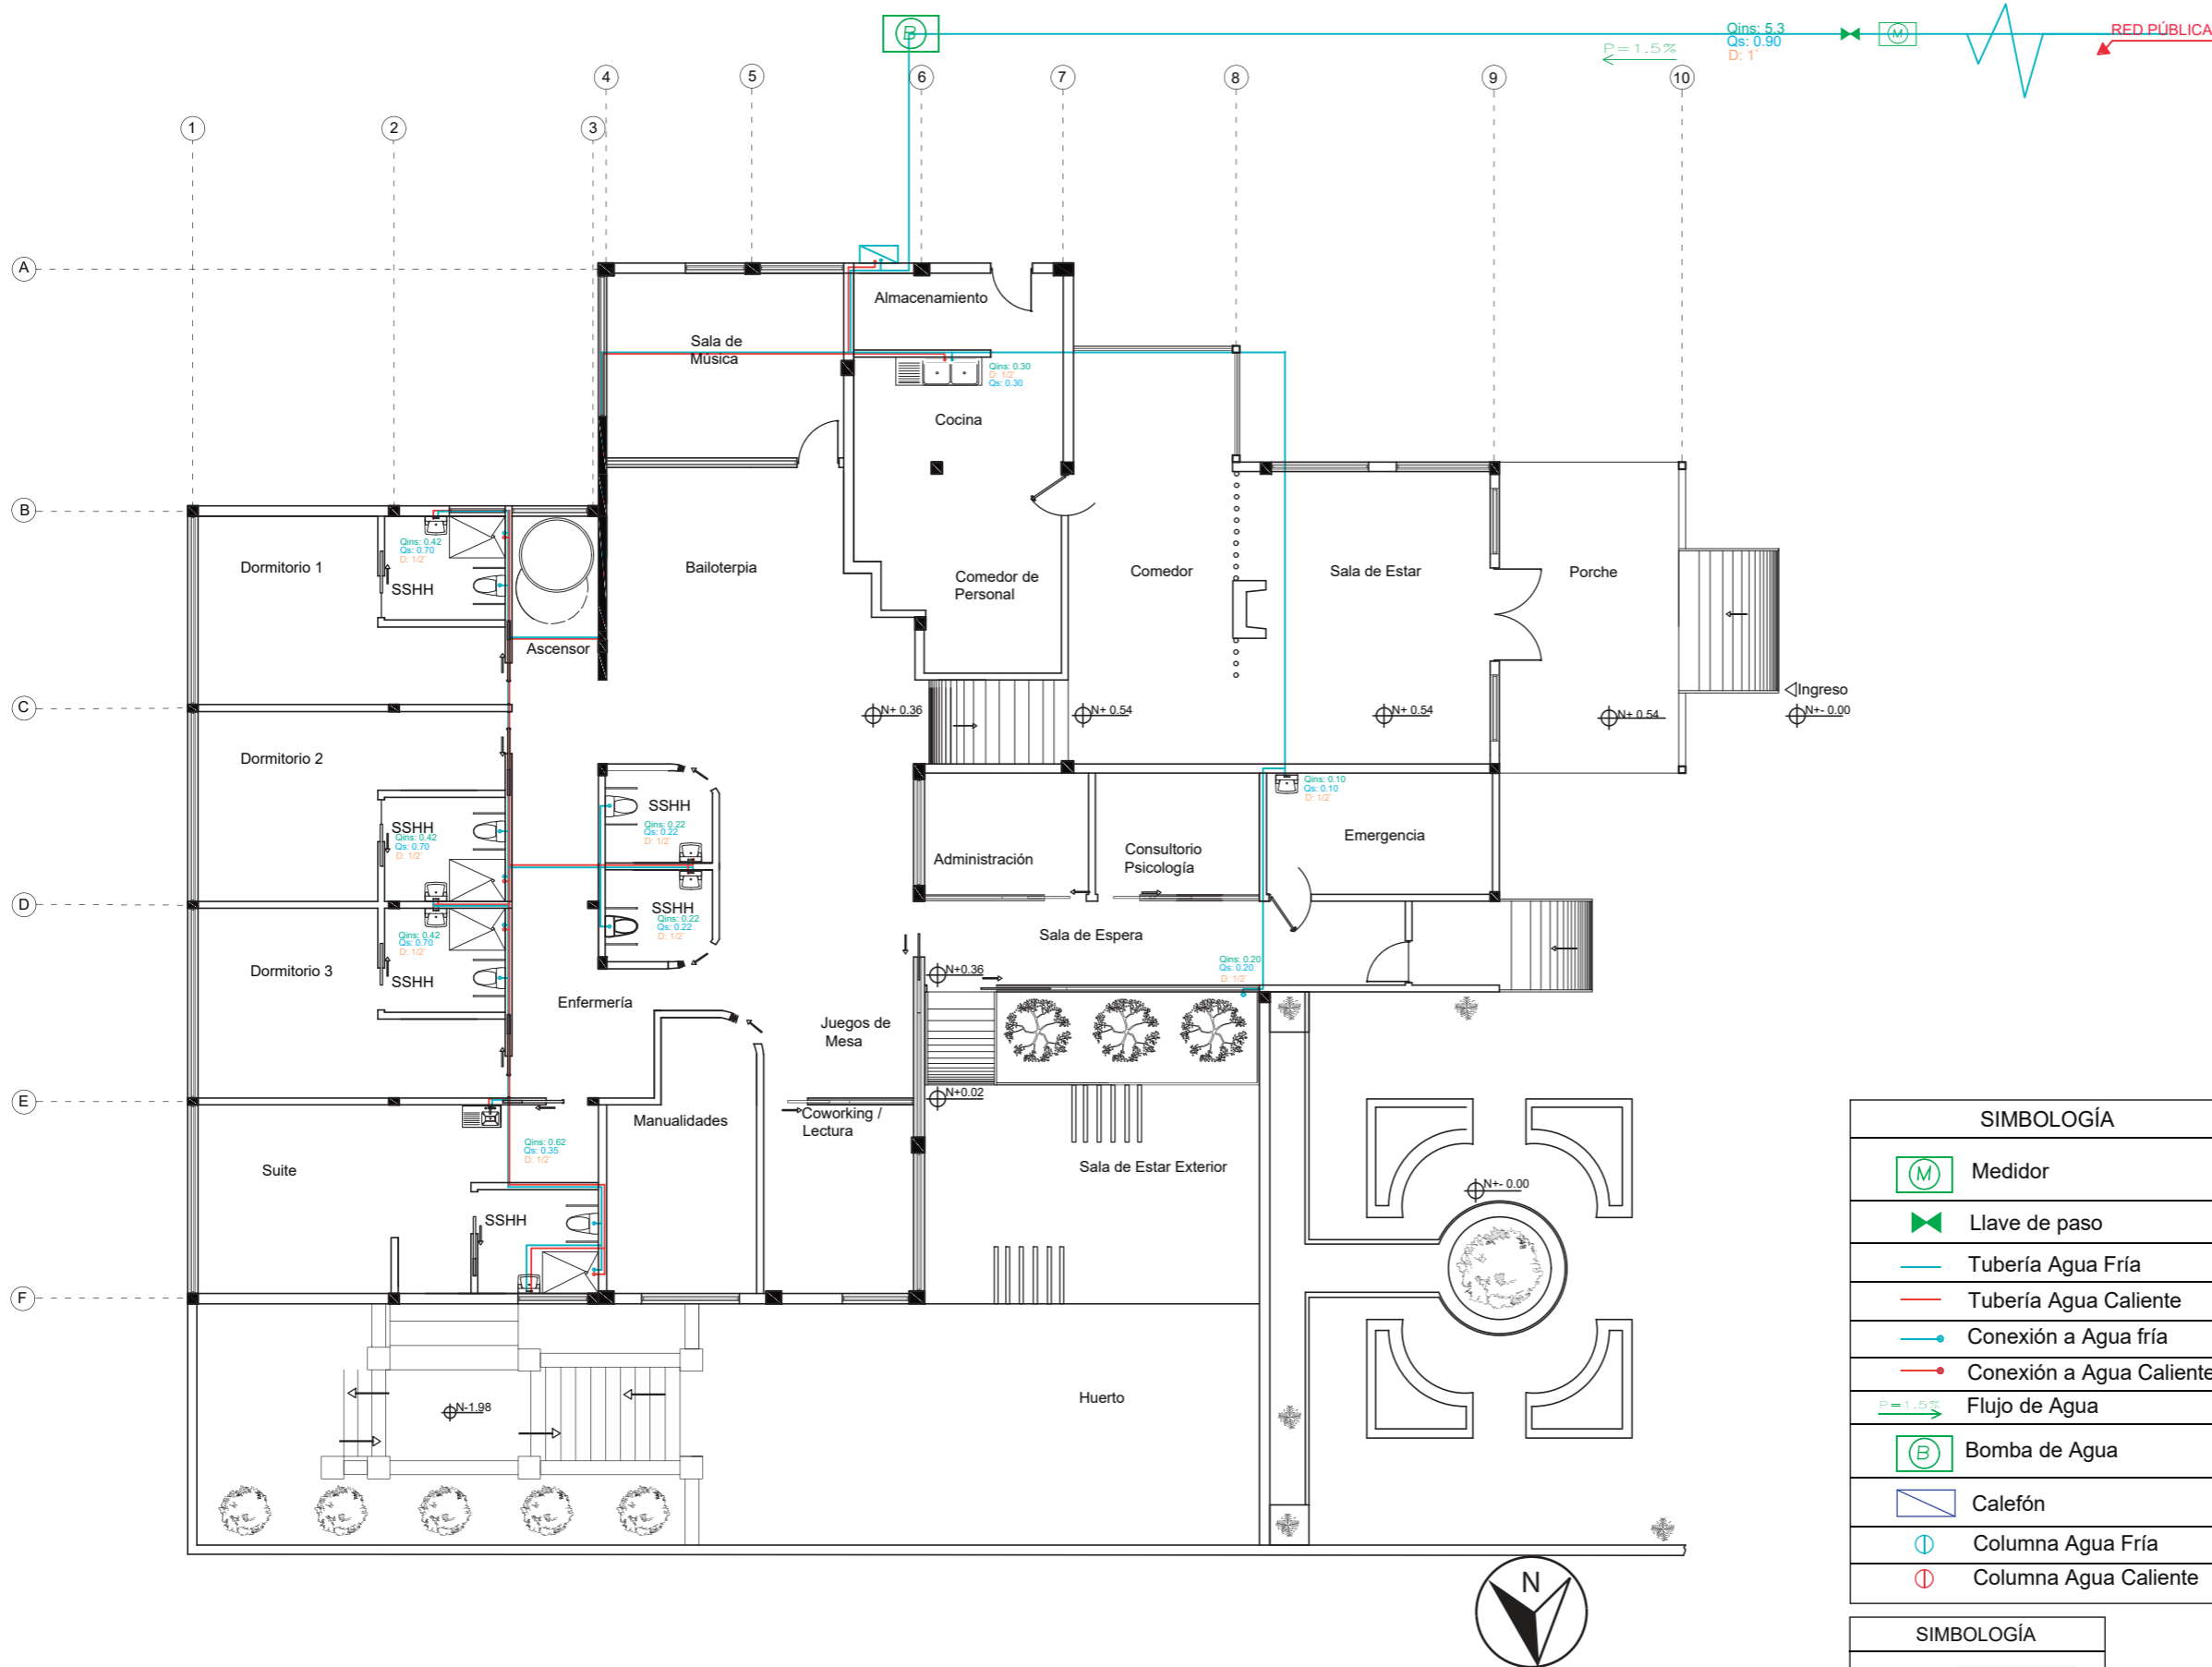 B
Qins: 5.3
Qs: 0.90
D: 1'
P=1.5%
M
RED PÚBLICA
4
5
6
7
8
9
10
1
2
3
A
Almacenamiento
Sala de
Música
Qins: 0.30
D: 1/2'
Qs: 0.30
Cocina
B
Qins: 0.42
Qs: 0.70
D: 1/2'
Dormitorio 1
SSHH
Bailoterpia
Comedor de
Personal
Comedor
Sala de Estar
Porche
Ascensor
Ingreso
C
N+ 0.36
N+ 0.54
N+ 0.54
N+ 0.54
N+- 0.00
Dormitorio 2
SSHH
Qins: 0.42
Qs: 0.70
D: 1/2'
SSHH
Qins: 0.22
Qs: 0.22
D: 1/2'
Qins: 0.10
Qs: 0.10
D: 1/2'
Emergencia
Administración
Consultorio
Psicología
D
SSHH
Qins: 0.22
Qs: 0.22
D: 1/2'
Qins: 0.42
Qs: 0.70
D: 1/2'
Dormitorio 3
SSHH
Sala de Espera
Qins: 0.20
Qs: 0.20
D: 1/2'
N+0.36
Enfermería
Juegos de
Mesa
E
N+0.02
Manualidades
Coworking /
Lectura
Qins: 0.62
Qs: 0.35
D: 1/2'
Suite
Sala de Estar Exterior
N+- 0.00
SSHH
F
Huerto
N-1.98
N
SIMBOLOGÍA
M Medidor
Llave de paso
Tubería Agua Fría
Tubería Agua Caliente
Conexión a Agua fría
Conexión a Agua Caliente
P=1.5% Flujo de Agua
B Bomba de Agua
Calefón
Columna Agua Fría
Columna Agua Caliente
SIMBOLOGÍA